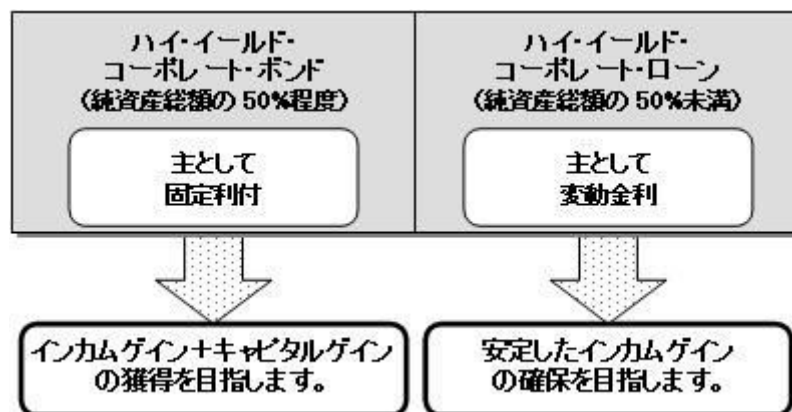 ハイ・イールド・
コーポレート・ボンド
（純資産総額の50%程度）
主として
固定利付
インカムゲイン＋キャピタルゲイン
の獲得を目指します。
ハイ・イールド・
コーポレート・ローン
（純資産総額の50%未満）
主として
変動金利
安定したインカムゲイン
の確保を目指します。